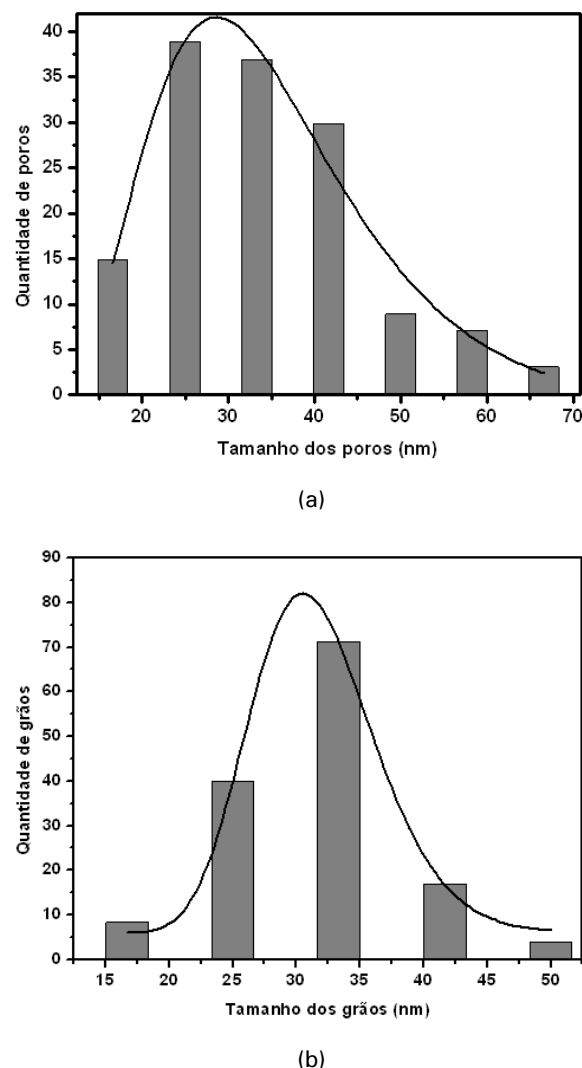 40
35
30
25
20
15
10
5
0
Quantidade de poros
20 30 40 50 60 70
Tamanho dos poros (nm)
(a)
90
80
70
60
50
40
30
20
10
0
Quantidade de grãos
15 20 25 30 35 40 45 50
Tamanho dos grãos (nm)
(b)